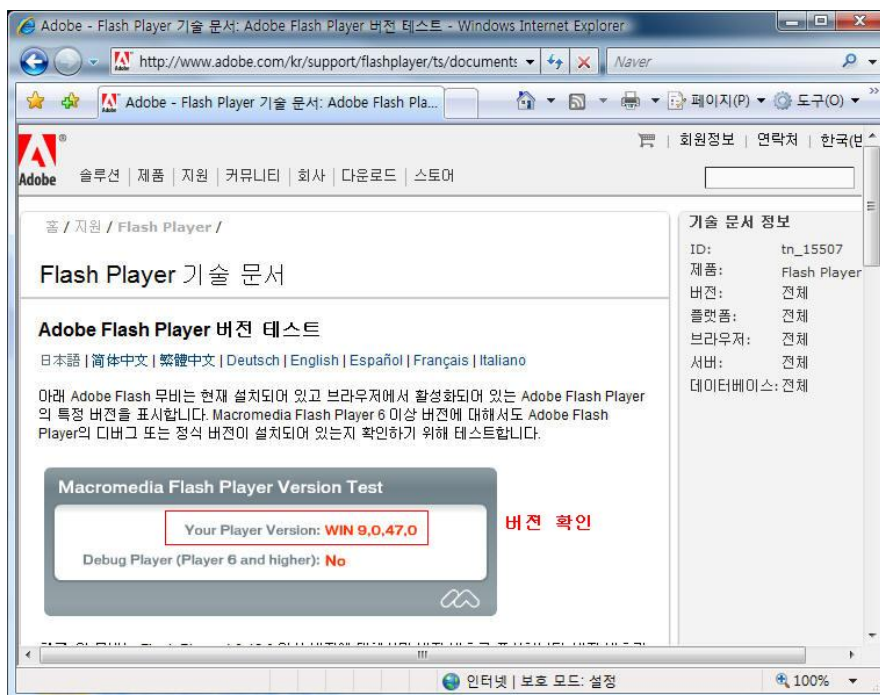 Adobe - Flash Player 기술 문서: Adobe Flash Player 버전 테스트 - Windows Internet Explorer
http://www.adobe.com/kr/support/flashplayer/ts/documents
Naver
Adobe - Flash Player 기술 문서: Adobe Flash Pla...
페이지(P)
도구(O)
회원정보 | 연락처 | 한국(변
Adobe
솔루션 | 제품 | 지원 | 커뮤니티 | 회사 | 다운로드 | 스토어
홈 / 지원 / Flash Player /
Flash Player 기술 문서
Adobe Flash Player 버전 테스트
日本語 | 简体中文 | 繁體中文 | Deutsch | English | Español | Français | Italiano
아래 Adobe Flash 무비는 현재 설치되어 있고 브라우저에서 활성화되어 있는 Adobe Flash Player
의 특정 버전을 표시합니다. Macromedia Flash Player 6 이상 버전에 대해서도 Adobe Flash
Player의 디버그 또는 정식 버전이 설치되어 있는지 확인하기 위해 테스트합니다.
Macromedia Flash Player Version Test
Your Player Version: WIN 9,0,47,0
Debug Player (Player 6 and higher): No
버젼 확인
기술 문서 정보
ID: tn_15507
제품: Flash Player
버전: 전체
플랫폼: 전체
브라우저: 전체
서버: 전체
데이터베이스: 전체
인터넷 | 보호 모드: 설정
100%